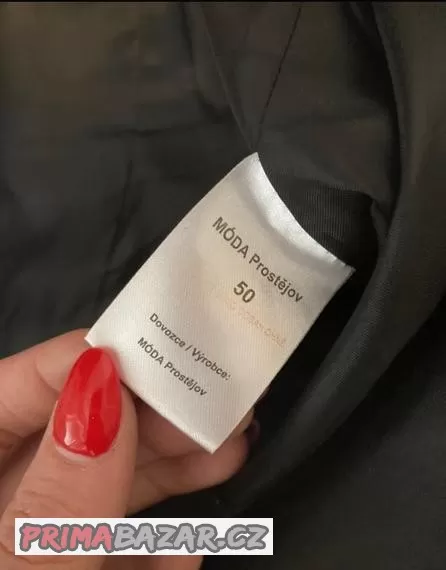 MÓDA Prostějov
50
Dovozce / Výrobce:
MÓDA Prostějov
PRIMABAZAR.CZ